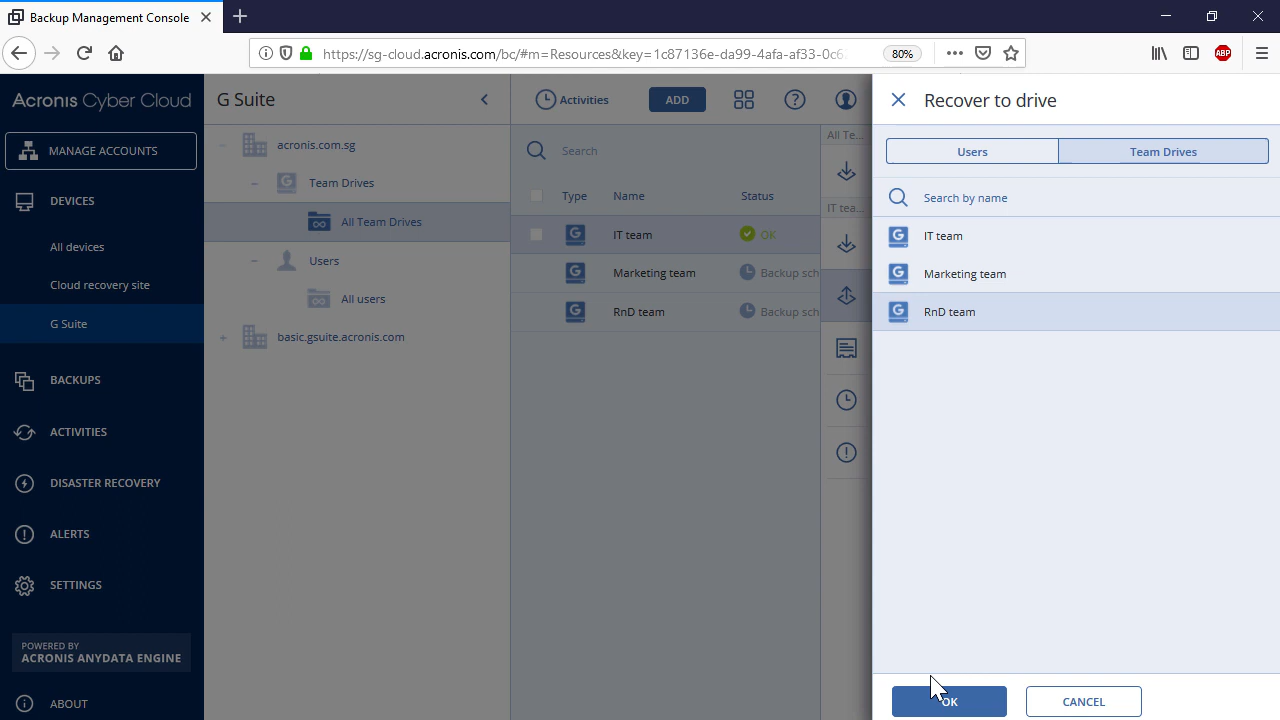 Backup Management Console
https://sg-cloud.acronis.com/bc/#m=Resources&key=1c87136e-da99-4afa-af33-0c6
80%
ABP
Acronis Cyber Cloud
MANAGE ACCOUNTS
DEVICES
All devices
Cloud recovery site
G Suite
BACKUPS
ACTIVITIES
DISASTER RECOVERY
ALERTS
SETTINGS
POWERED BY
ACRONIS ANYDATA ENGINE
ABOUT
G Suite
acronis.com.sg
Team Drives
All Team Drives
Users
All users
basic.gsuite.acronis.com
Activities
ADD
Search
Type Name Status
IT team OK
Marketing team Backup sch
RnD team Backup sch
All Te...
IT tea...
Recover to drive
Users Team Drives
Search by name
IT team
Marketing team
RnD team
OK CANCEL